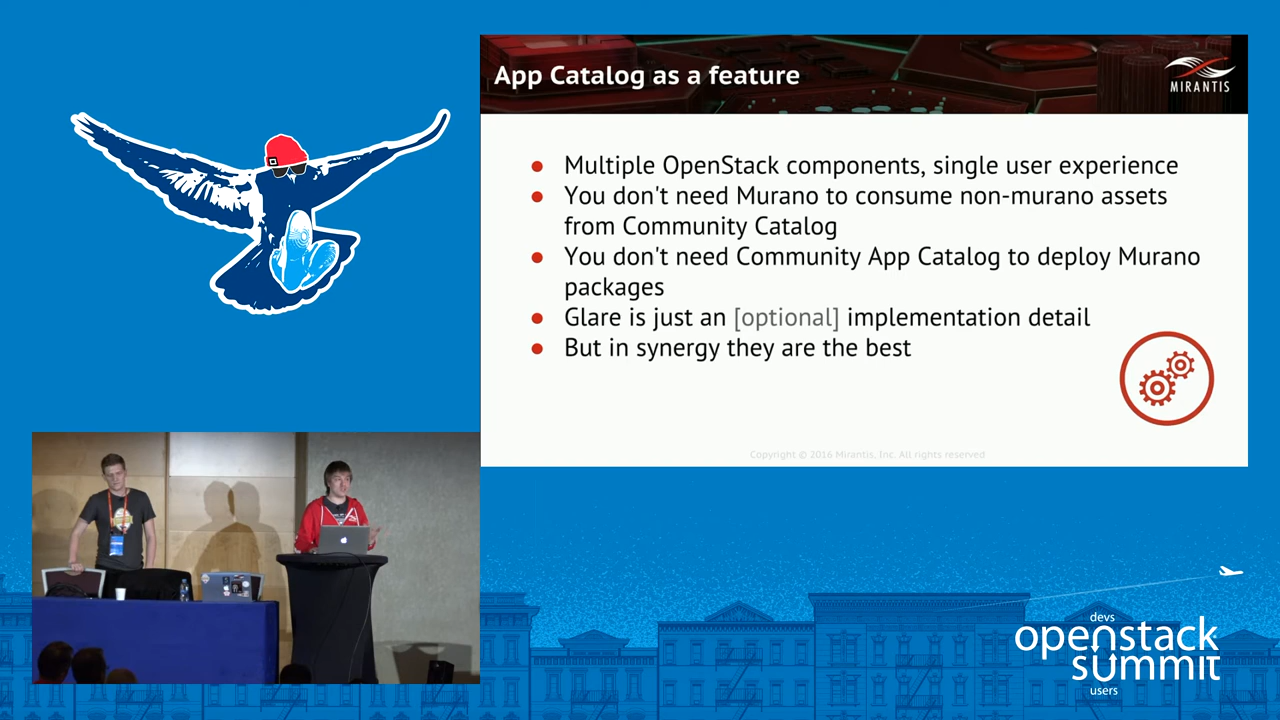 App Catalog as a feature
MIRANTIS
● Multiple OpenStack components, single user experience
● You don't need Murano to consume non-murano assets
from Community Catalog
● You don't need Community App Catalog to deploy Murano
packages
● Glare is just an [optional] implementation detail
● But in synergy they are the best
Copyright © 2016 Mirantis, Inc. All rights reserved
devs
openstack
summit
users